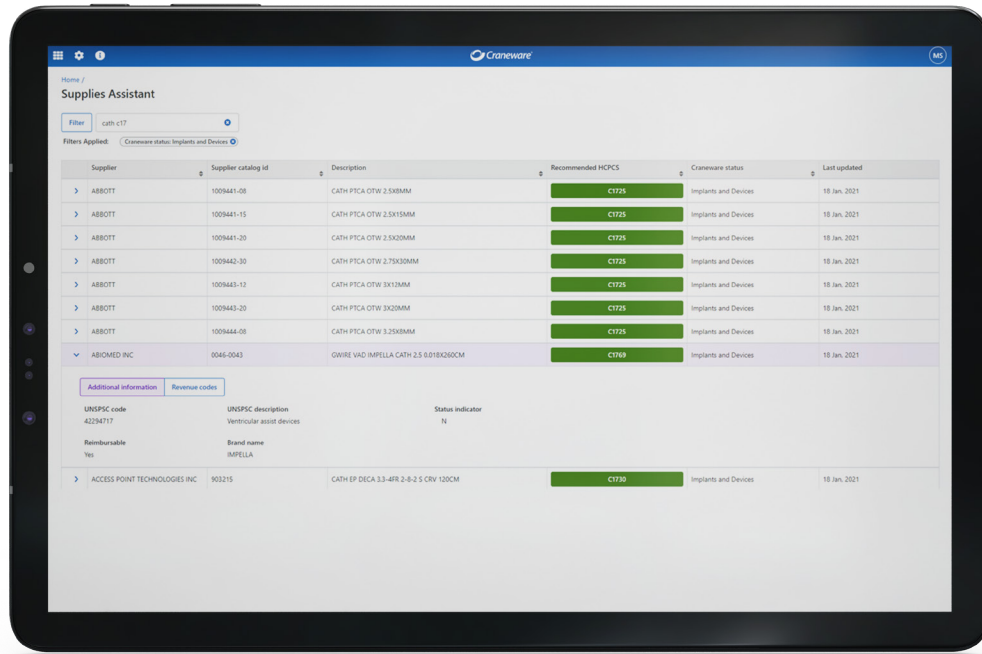 Craneware
MS
Home /
Supplies Assistant
Filter cath c17
Filters Applied: Craneware status: Implants and Devices
Supplier Supplier catalog id Description Recommended HCPCS Craneware status Last updated
ABBOTT 1009441-08 CATH PTCA OTW 2.5X8MM C1725 Implants and Devices 18 Jan, 2021
ABBOTT 1009441-15 CATH PTCA OTW 2.5X15MM C1725 Implants and Devices 18 Jan, 2021
ABBOTT 1009441-20 CATH PTCA OTW 2.5X20MM C1725 Implants and Devices 18 Jan, 2021
ABBOTT 1009442-30 CATH PTCA OTW 2.75X30MM C1725 Implants and Devices 18 Jan, 2021
ABBOTT 1009443-12 CATH PTCA OTW 3X12MM C1725 Implants and Devices 18 Jan, 2021
ABBOTT 1009443-20 CATH PTCA OTW 3X20MM C1725 Implants and Devices 18 Jan, 2021
ABBOTT 1009444-08 CATH PTCA OTW 3.25X8MM C1725 Implants and Devices 18 Jan, 2021
ABIOMED INC 0046-0043 GWIRE VAD IMPELLA CATH 2.5 0.018X260CM C1769 Implants and Devices 18 Jan, 2021
Additional information Revenue codes
UNSPSC code UNSPSC description Status indicator
42294717 Ventricular assist devices N
Reimbursable Brand name
Yes IMPELLA
ACCESS POINT TECHNOLOGIES INC 903215 CATH EP DECA 3.3-4FR 2-8-2 S CRV 120CM C1730 Implants and Devices 18 Jan, 2021